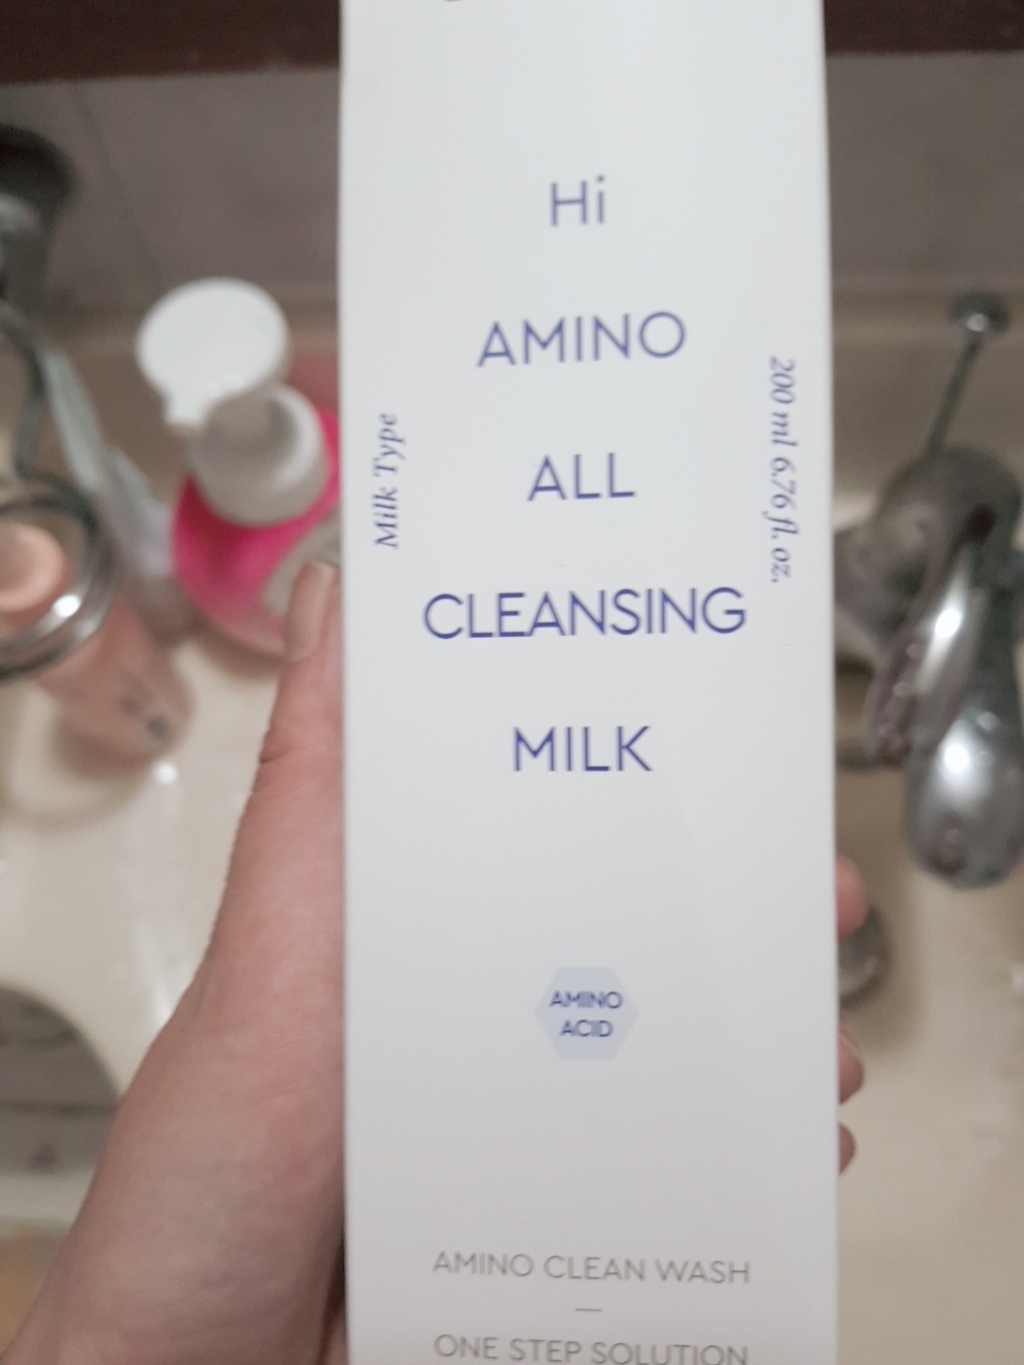 Hi
AMINO
ALL
CLEANSING
MILK
Milk Type
200 ml 6.76 fl. oz.
AMINO
ACID
AMINO CLEAN WASH
—
ONE STEP SOLUTION